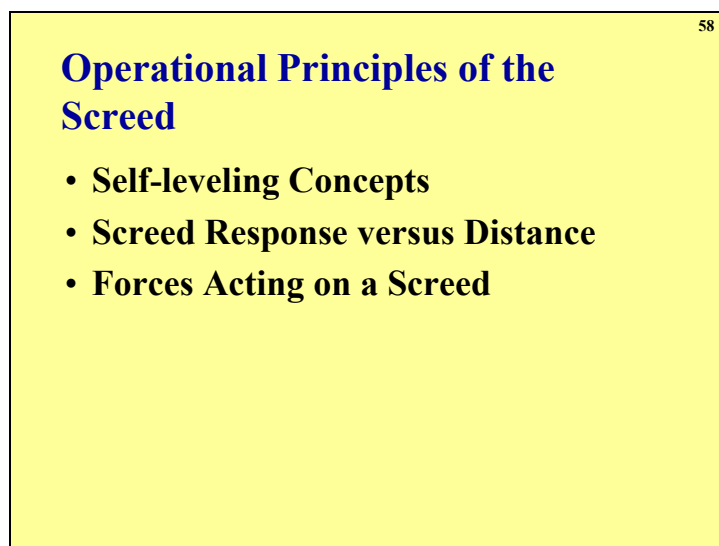 58
Operational Principles of the
Screed
• Self-leveling Concepts
• Screed Response versus Distance
• Forces Acting on a Screed